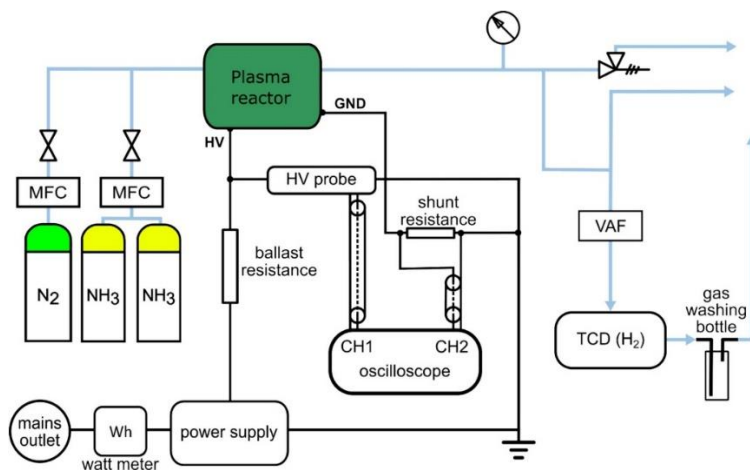 Plasma
reactor
GND
HV
MFC
MFC
HV probe
shunt
resistance
VAF
ballast
resistance
N2
NH3
NH3
gas
washing
bottle
TCD (H2)
CH1
CH2
oscilloscope
mains
outlet
Wh
power supply
watt meter